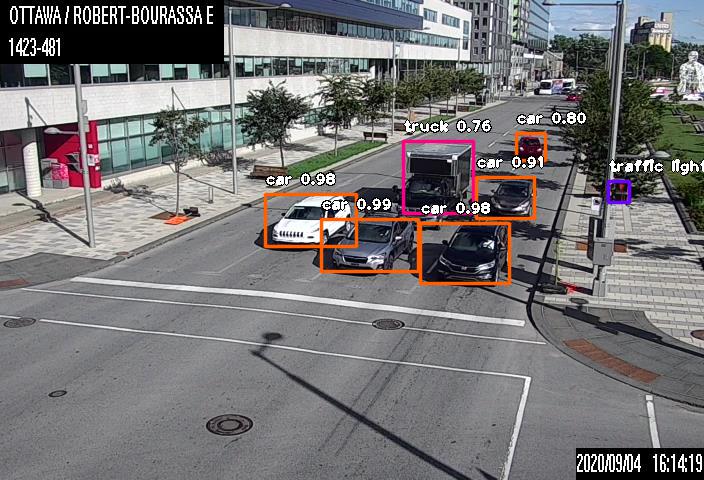 OTTAWA / ROBERT-BOURASSA E
1423-481
car 0.80
truck 0.76
car 0.91
traffic light
car 0.98
car 0.99
car 0.98
2020/09/04 16:14:19